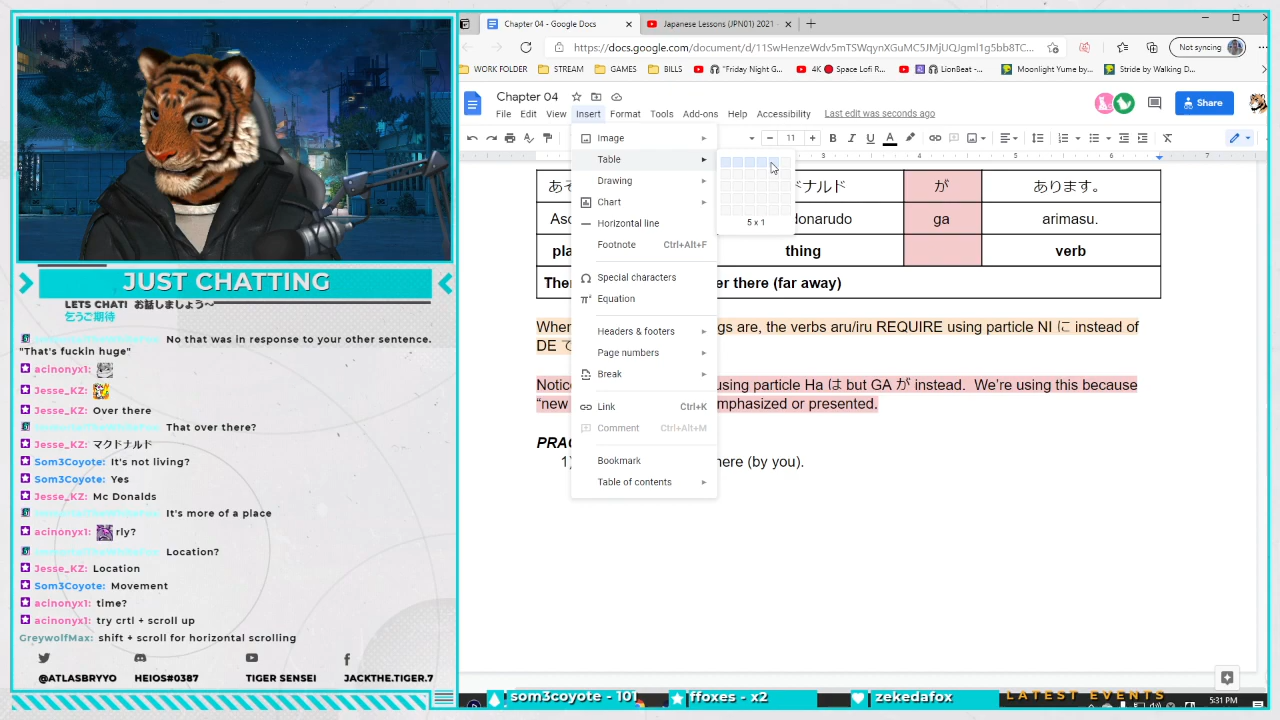 Chapter 04 - Google Docs
Japanese Lessons (JPN01) 2021 -
https://docs.google.com/document/d/11SwHenzeWdv5mTSWqynXGuMC5JMjUQJgml1g5bb8TC...
Not syncing
WORK FOLDER
STREAM
GAMES
BILLS
"Friday Night G...
4K Space Lofi R...
LionBeat -...
Moonlight Yume by...
Stride by Walking D...
Chapter 04
File Edit View Insert Format Tools Add-ons Help Accessibility Last edit was seconds ago
Share
11
Image
Table
Drawing
Chart
Horizontal line
Footnote Ctrl+Alt+F
Special characters
Equation
Headers & footers
Page numbers
Break
Link Ctrl+K
Comment Ctrl+Alt+M
Bookmark
Table of contents
5 x 1
3 4 5 6 7
ドナルド が あります。
donarudo ga arimasu.
thing verb
er there (far away)
gs are, the verbs aru/iru REQUIRE using particle NI に instead of
DE
using particle Ha は but GA が instead. We're using this because
"new mphasized or presented.
1) here (by you).
JUST CHATTING
LETS CHAT! お話しましょう〜
乞うご期待
No that was in response to your other sentence.
"That's fuckin huge"
acinonyx1:
Jesse_KZ:
Jesse_KZ: Over there
That over there?
Jesse_KZ: マクドナルド
Som3Coyote: It's not living?
Som3Coyote: Yes
Jesse_KZ: Mc Donalds
It's more of a place
acinonyx1: rly?
Location?
Jesse_KZ: Location
Som3Coyote: Movement
acinonyx1: time?
acinonyx1: try crtl + scroll up
GreywolfMax: shift + scroll for horizontal scrolling
@ATLASBRYYO HEIOS#0387 TIGER SENSEI JACKTHE.TIGER.7
som3coyote - 101 ffoxes - x2 zekedafox LATEST EVENTS
5:31 PM